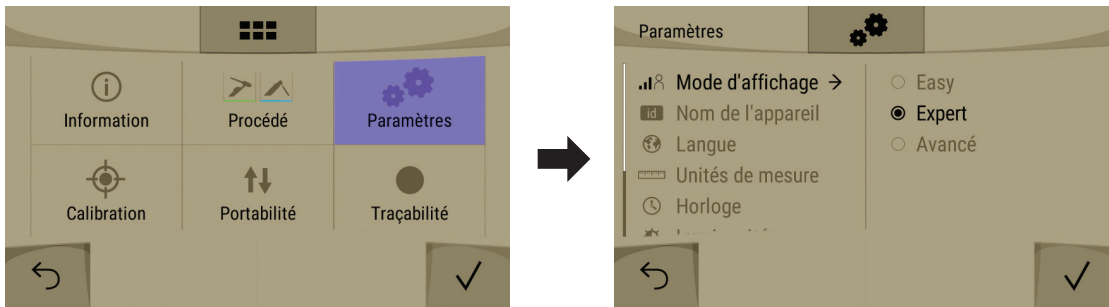 Information
Procédé
Paramètres
Calibration
Portabilité
Traçabilité
Paramètres
Mode d'affichage →
id Nom de l'appareil
Langue
Unités de mesure
Horloge
Easy
Expert
Avancé